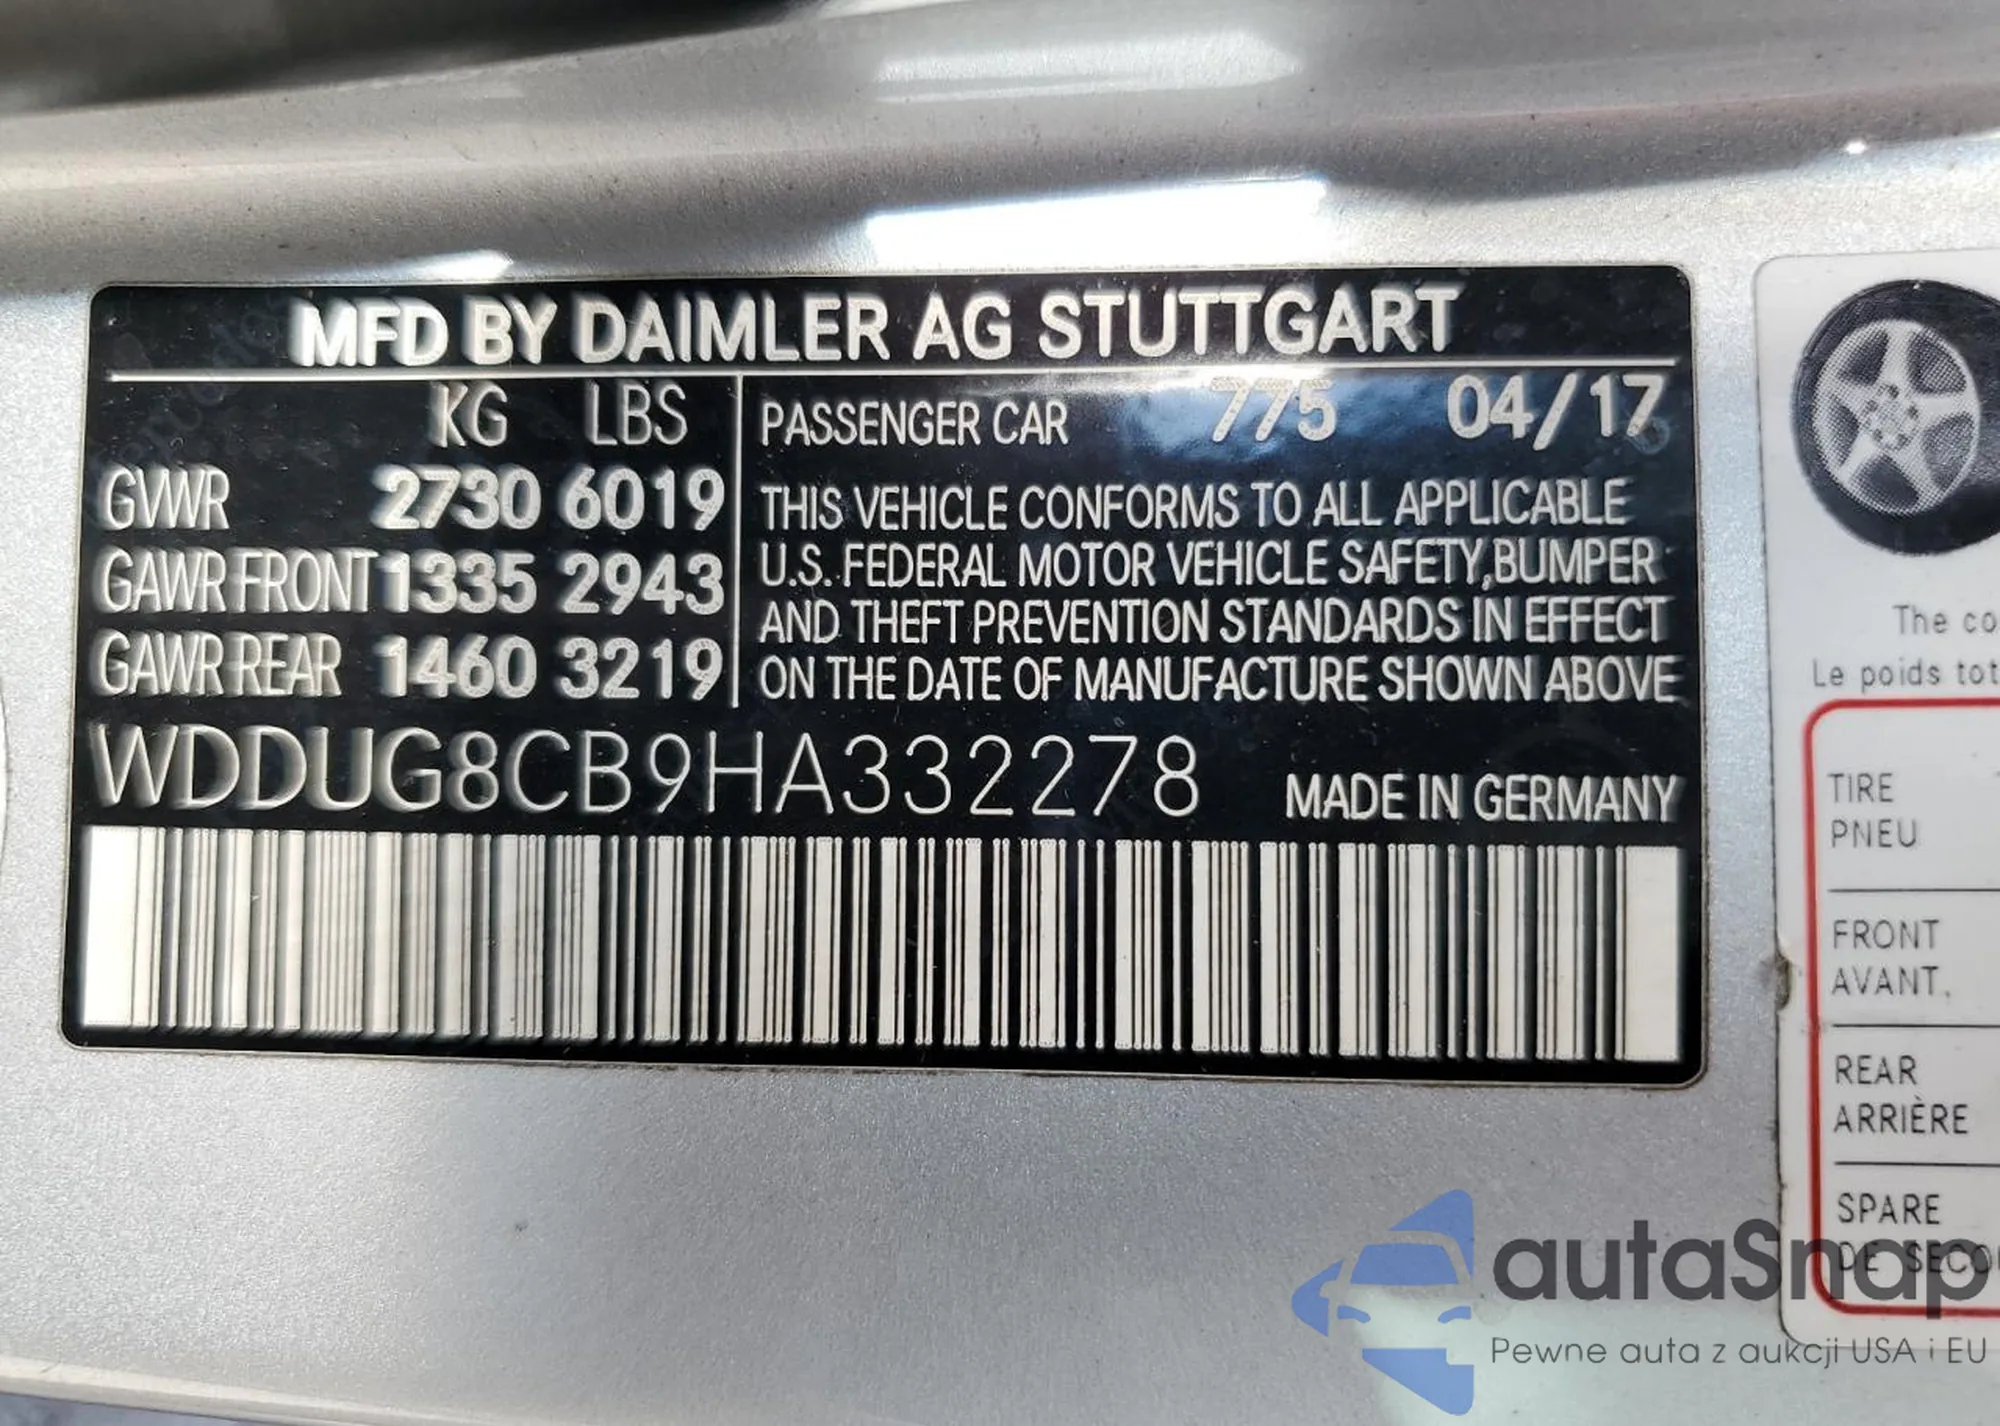 MFD BY DAIMLER AG STUTTGART
KG LBS
GVWR 2730 6019
GAWR FRONT 1335 2943
GAWR REAR 1460 3219
PASSENGER CAR 775 04/17
THIS VEHICLE CONFORMS TO ALL APPLICABLE
U.S. FEDERAL MOTOR VEHICLE SAFETY,BUMPER
AND THEFT PREVENTION STANDARDS IN EFFECT
ON THE DATE OF MANUFACTURE SHOWN ABOVE
WDDUG8CB9HA332278
MADE IN GERMANY
The co
Le poids tot
TIRE
PNEU
FRONT
AVANT.
REAR
ARRIÈRE
SPARE
DE SECOU
autaSnap
Pewne auta z aukcji USA i EU